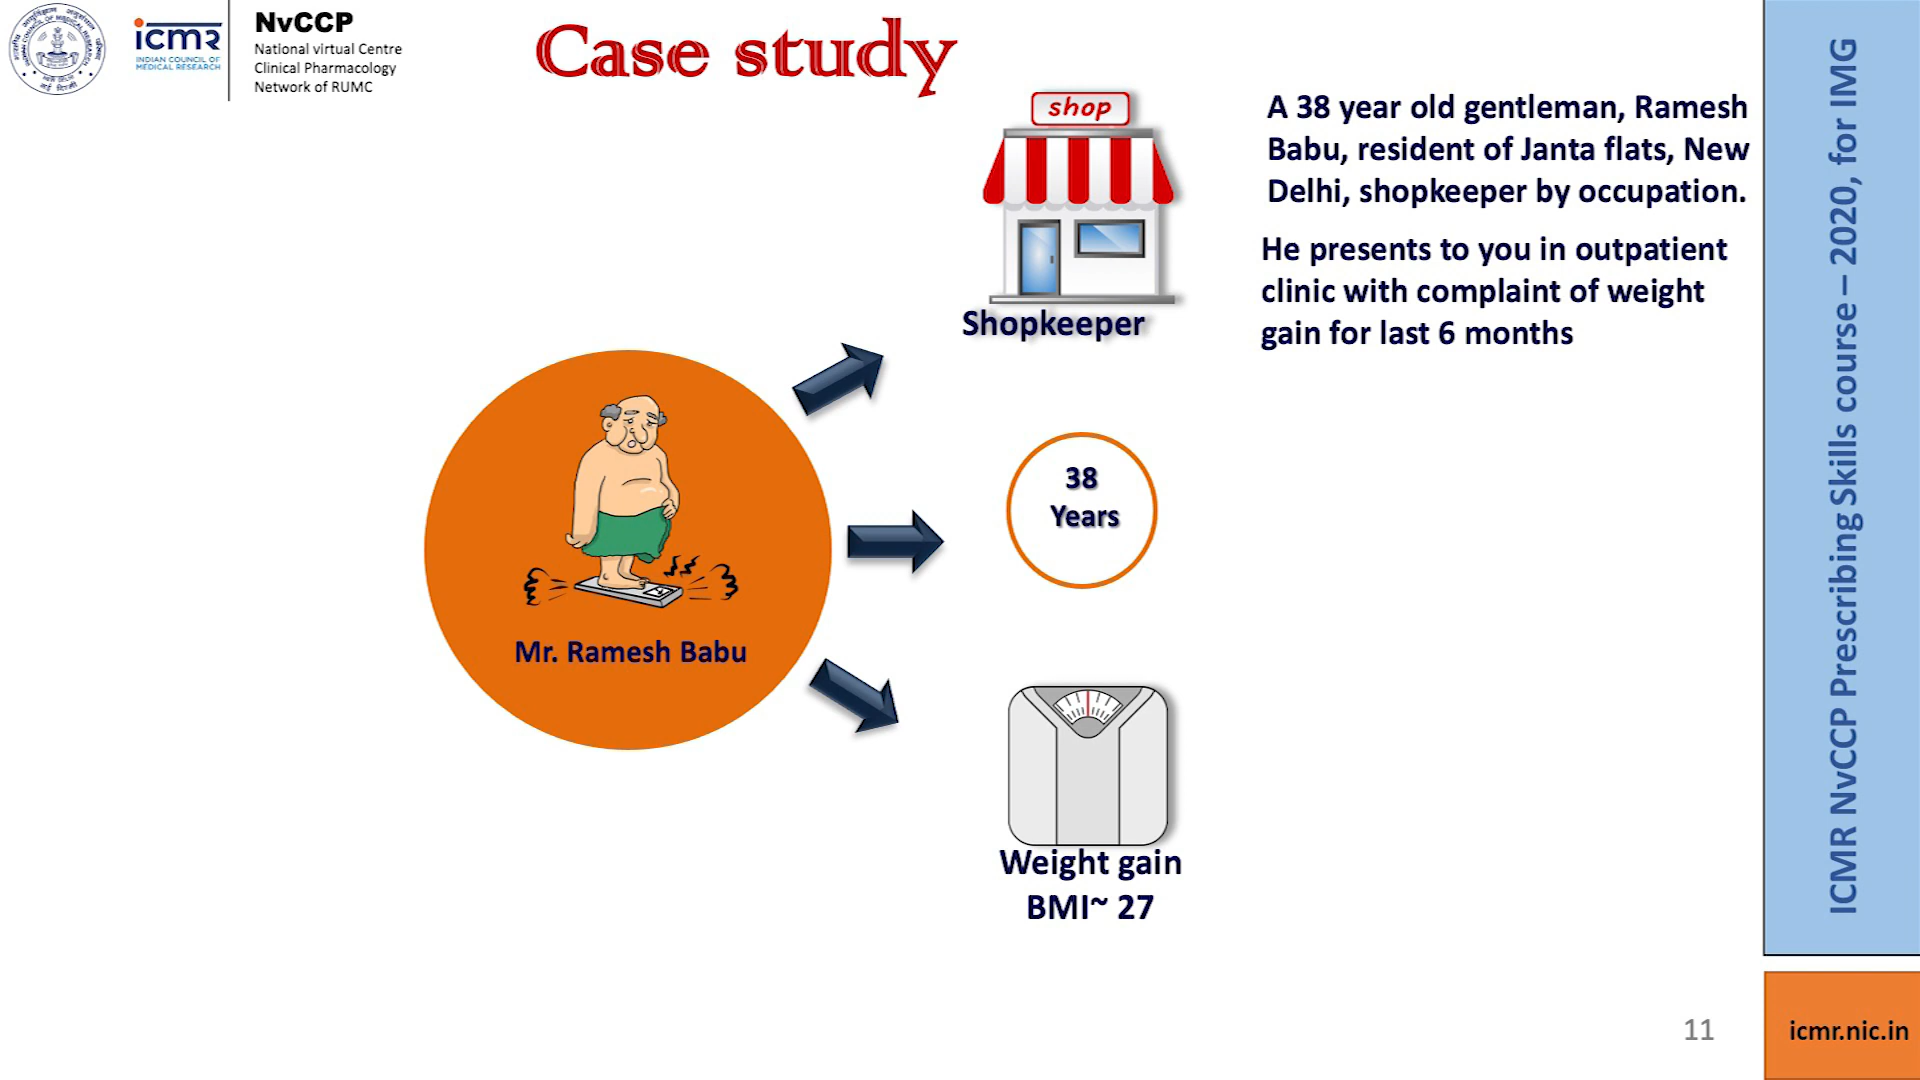 icmr
INDIAN COUNCIL OF
MEDICAL RESEARCH
NvCCP
National virtual Centre
Clinical Pharmacology
Network of RUMC
Case study
shop
Shopkeeper
A 38 year old gentleman, Ramesh
Babu, resident of Janta flats, New
Delhi, shopkeeper by occupation.
He presents to you in outpatient
clinic with complaint of weight
gain for last 6 months
38
Years
Mr. Ramesh Babu
Weight gain
BMI~ 27
ICMR NvCCP Prescribing Skills course – 2020, for IMG
11
icmr.nic.in